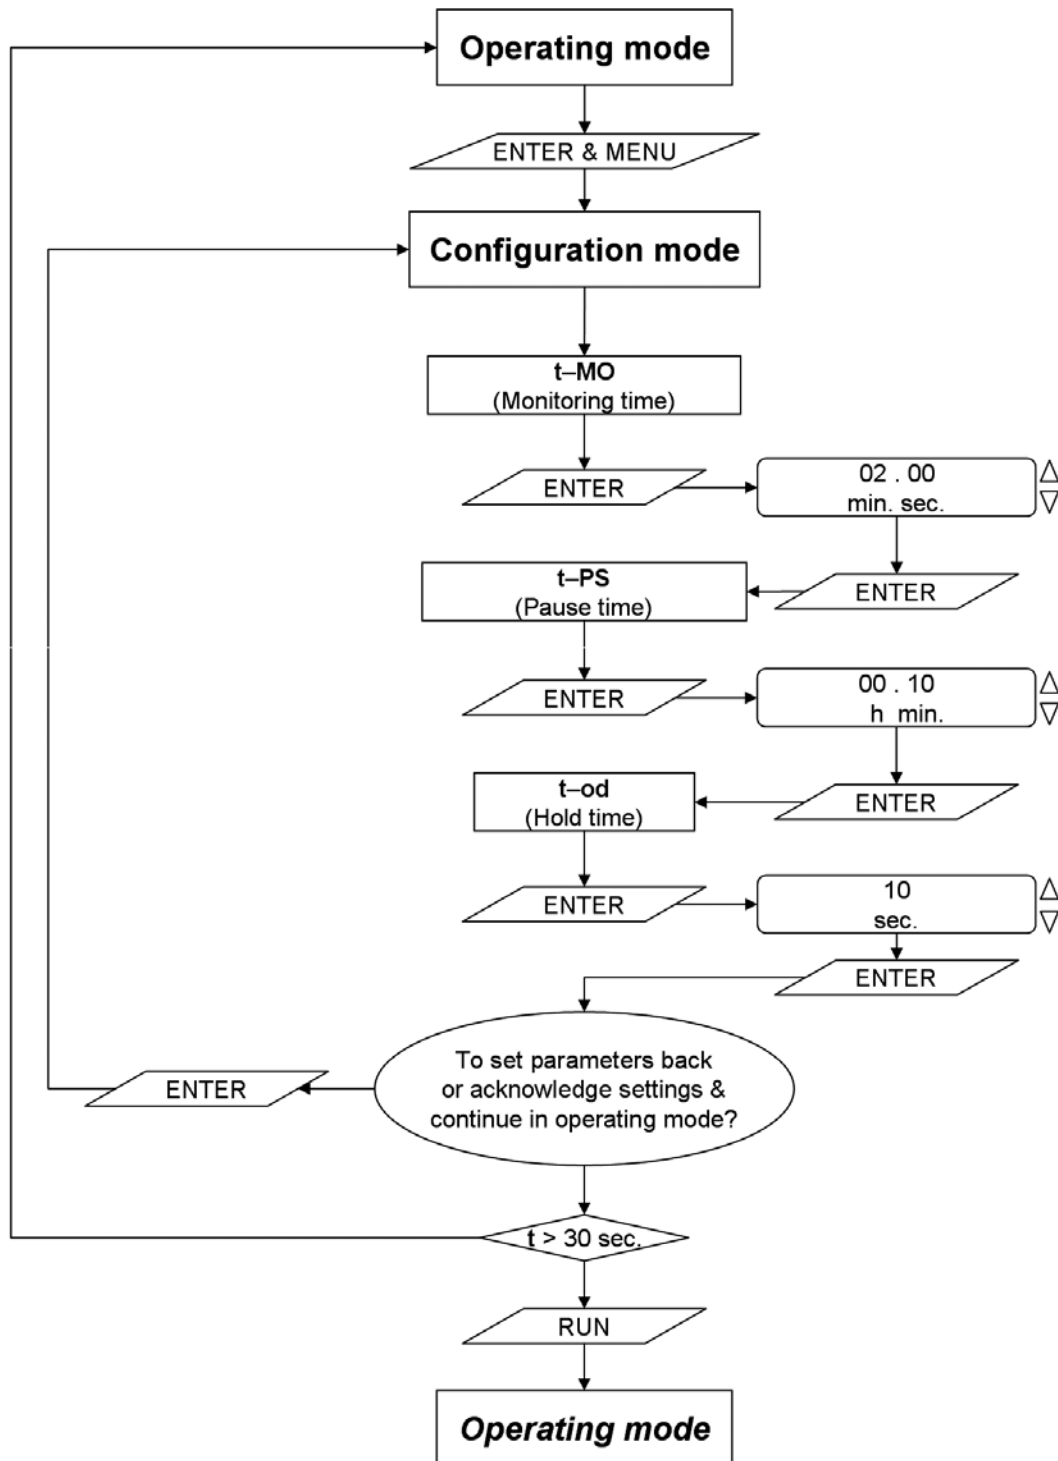 Operating mode
ENTER & MENU
Configuration mode
t–MO
(Monitoring time)
ENTER
02 . 00
min. sec.
ENTER
t–PS
(Pause time)
ENTER
00 . 10
h min.
ENTER
t–od
(Hold time)
ENTER
10
sec.
ENTER
To set parameters back
or acknowledge settings &
continue in operating mode?
ENTER
t > 30 sec.
RUN
Operating mode